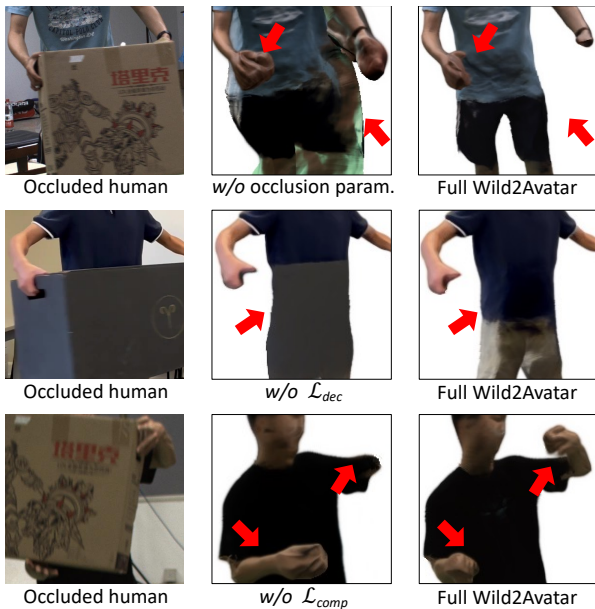 塔里克
Occluded human
w/o occlusion param.
Full Wild2Avatar
Occluded human
w/o ℒdec
Full Wild2Avatar
塔里克
Occluded human
w/o ℒcomp
Full Wild2Avatar